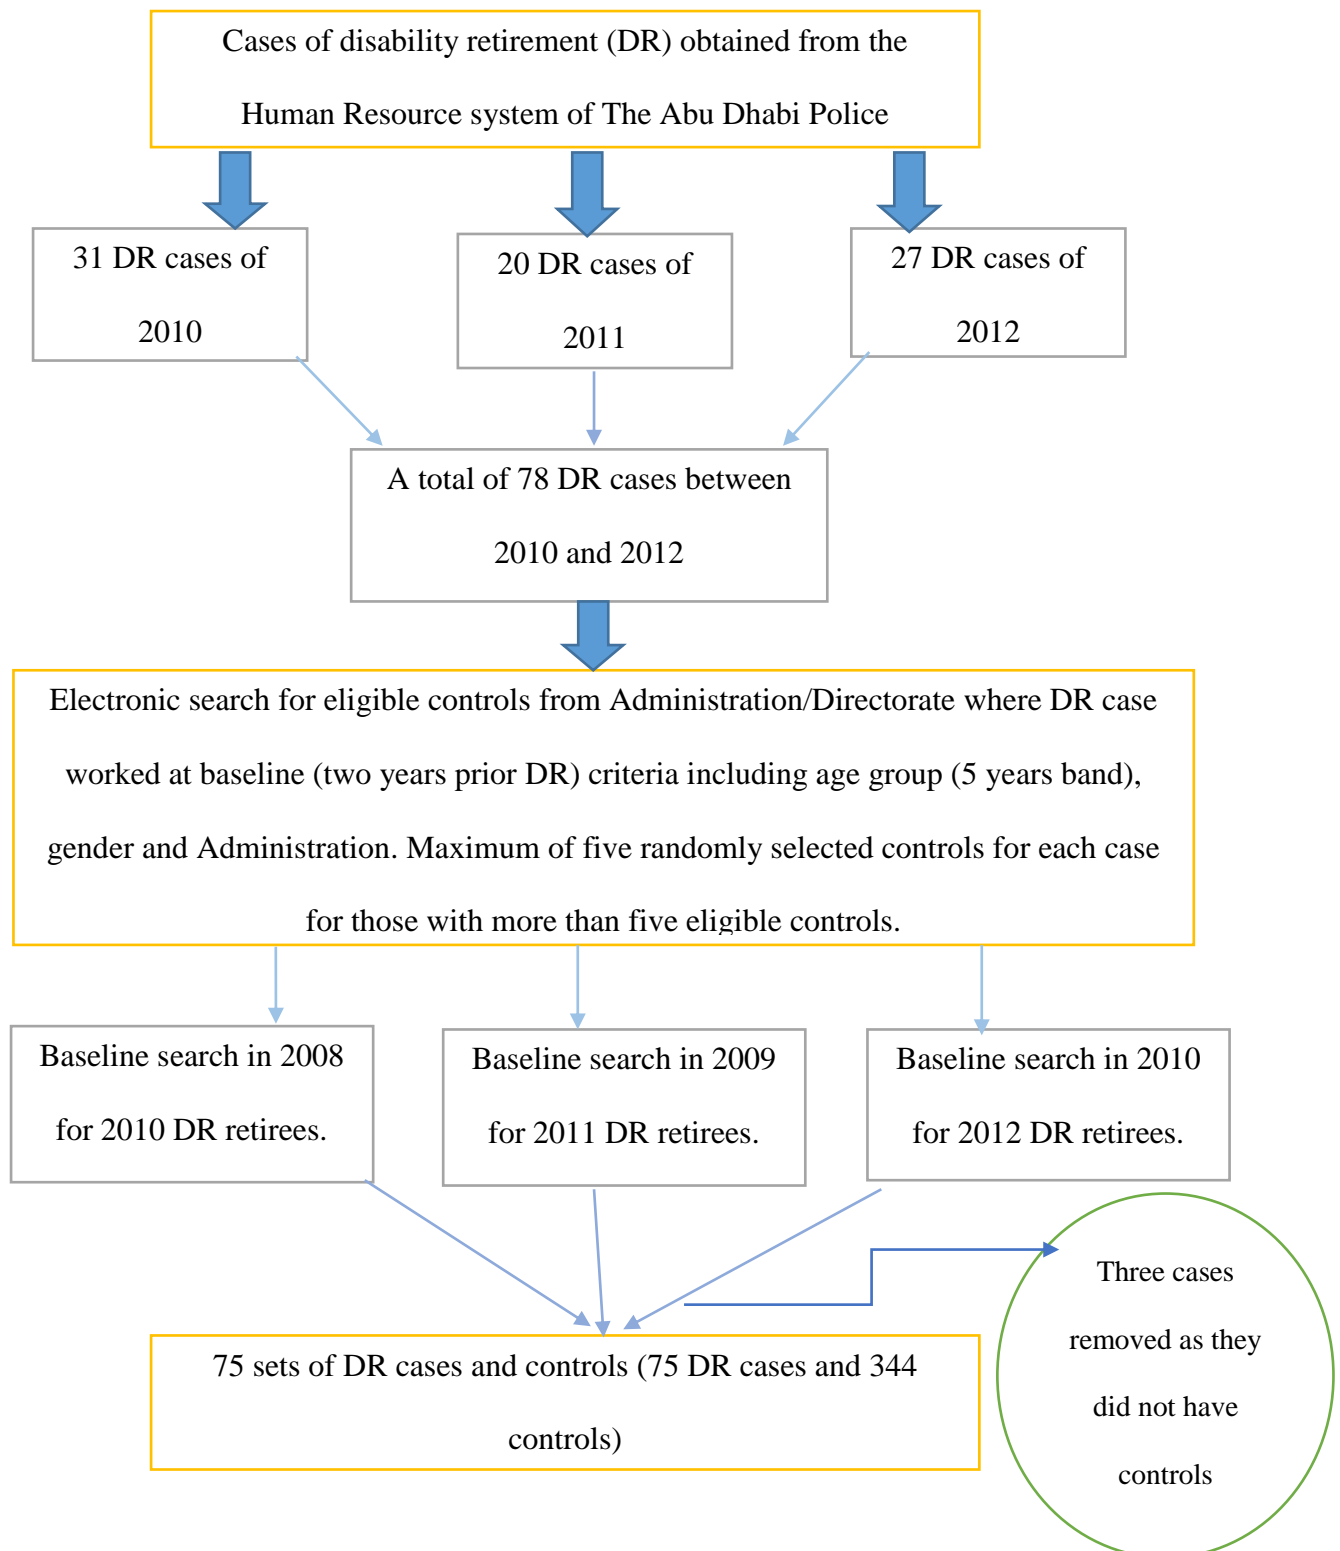 Cases of disability retirement (DR) obtained from the
Human Resource system of The Abu Dhabi Police
31 DR cases of
2010
20 DR cases of
2011
27 DR cases of
2012
A total of 78 DR cases between
2010 and 2012
Electronic search for eligible controls from Administration/Directorate where DR case
worked at baseline (two years prior DR) criteria including age group (5 years band),
gender and Administration. Maximum of five randomly selected controls for each case
for those with more than five eligible controls.
Baseline search in 2008
for 2010 DR retirees.
Baseline search in 2009
for 2011 DR retirees.
Baseline search in 2010
for 2012 DR retirees.
Three cases
removed as they
did not have
controls
75 sets of DR cases and controls (75 DR cases and 344
controls)